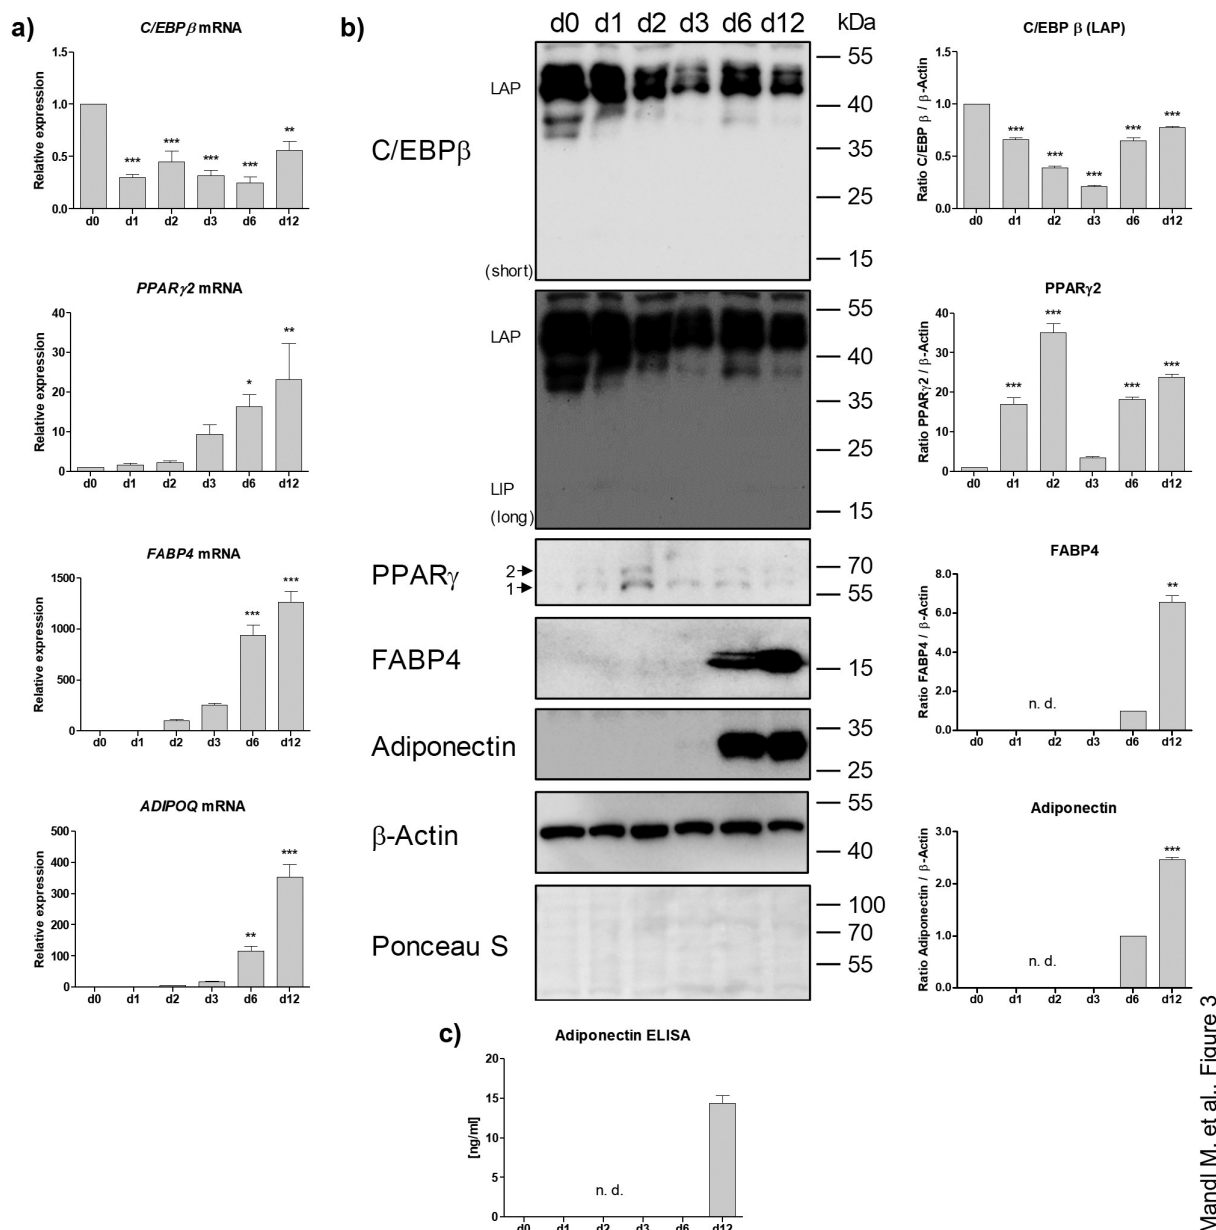 a)
C/EBPβ mRNA
Relative expression
1.5
1.0
0.5
0.0
***
***
***
***
**
d0 d1 d2 d3 d6 d12
PPARγ2 mRNA
Relative expression
40
30
20
10
0
*
**
d0 d1 d2 d3 d6 d12
FABP4 mRNA
Relative expression
1500
1000
500
0
***
***
d0 d1 d2 d3 d6 d12
ADIPOQ mRNA
Relative expression
500
400
300
200
100
0
**
***
d0 d1 d2 d3 d6 d12
b)
d0 d1 d2 d3 d6 d12 kDa
C/EBPβ
LAP
(short)
55
40
35
25
15
LAP
LIP
(long)
55
40
35
25
15
PPARγ
2
1
70
55
FABP4
15
Adiponectin
35
25
β-Actin
55
40
Ponceau S
100
70
55
C/EBP β (LAP)
Ratio C/EBP β / β-Actin
1.5
1.0
0.5
0.0
***
***
***
***
***
d0 d1 d2 d3 d6 d12
PPARγ2
Ratio PPARγ2 / β-Actin
40
30
20
10
0
***
***
***
***
d0 d1 d2 d3 d6 d12
FABP4
Ratio FABP4 / β-Actin
8.0
6.0
4.0
2.0
0.0
n. d.
**
d0 d1 d2 d3 d6 d12
Adiponectin
Ratio Adiponectin / β-Actin
3.0
2.0
1.0
0.0
n. d.
***
d0 d1 d2 d3 d6 d12
c)
Adiponectin ELISA
[ng/ml]
20
15
10
5
0
n. d.
d0 d1 d2 d3 d6 d12
Mandl M. et al., Figure 3